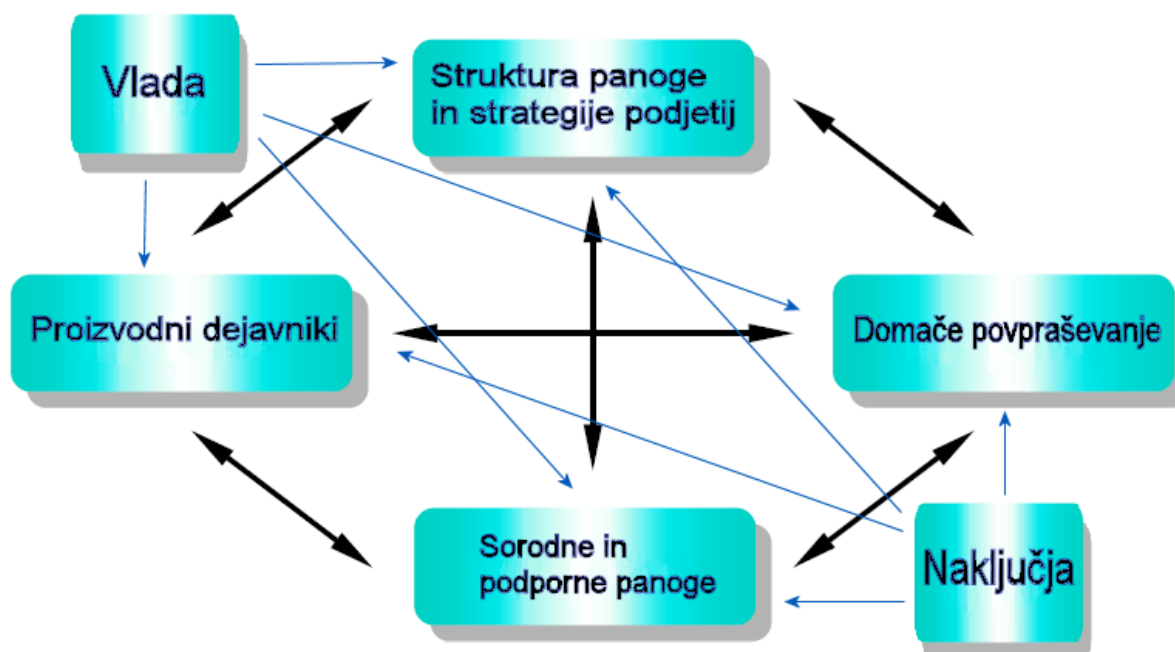 Vlada
Struktura panoge
in strategije podjetij
Proizvodni dejavniki
Domače povpraševanje
Sorodne in
podporne panoge
Naključja